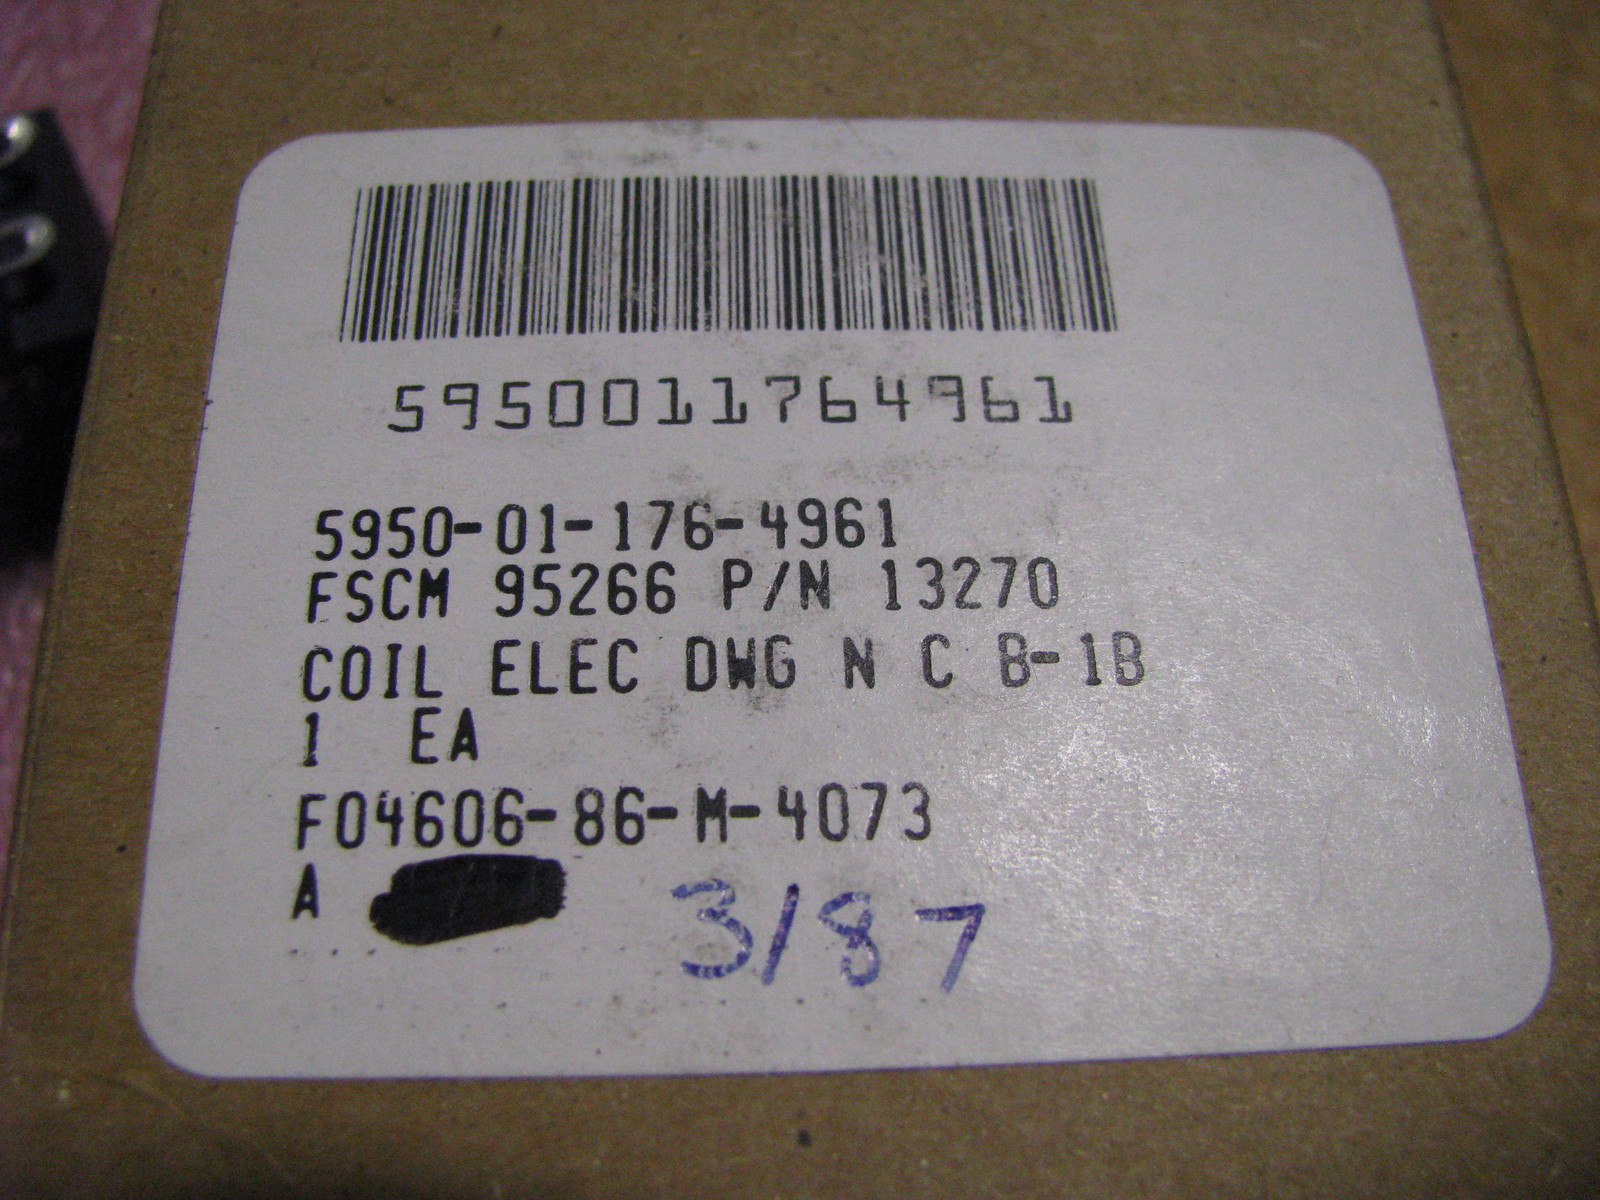 5950011764961
5950-01-176-4961
FSCM 95266 P/N 13270
COIL ELEC DWG N C B-1B
1 EA
F04606-86-M-4073
A
3/87